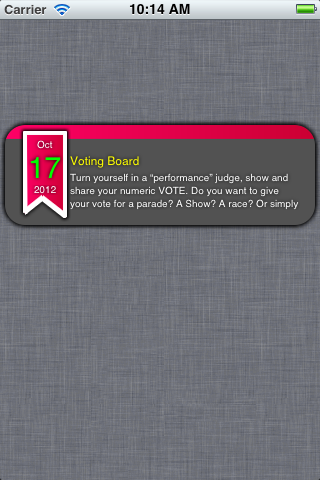 Carrier 10:14 AM
Oct
17
2012
Voting Board
Turn yourself in a “performance” judge, show and
share your numeric VOTE. Do you want to give
your vote for a parade? A Show? A race? Or simply